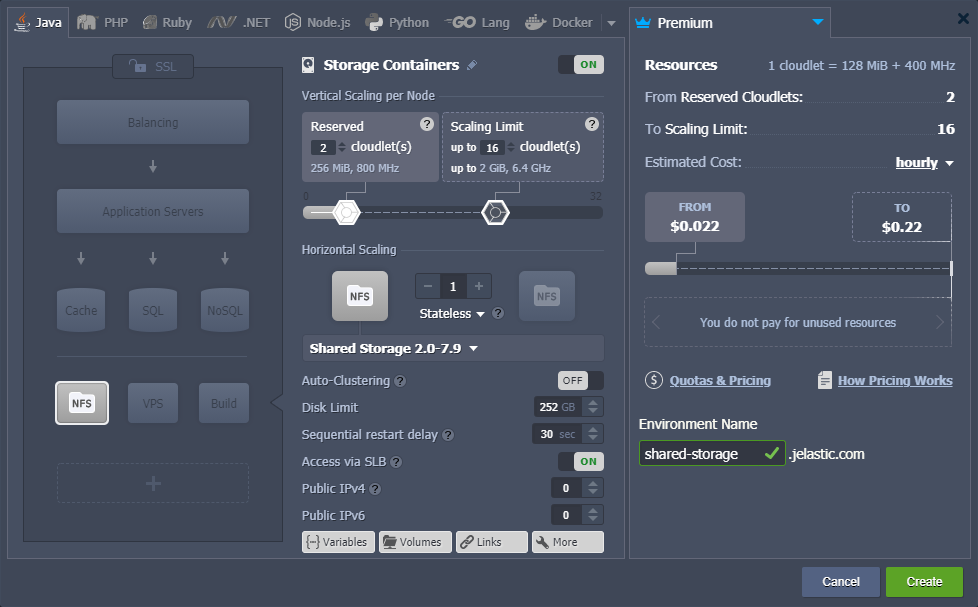 Java
PHP
Ruby
.NET
Node.js
Python
Lang
Docker
Premium
SSL
Balancing
Application Servers
Cache
SQL
NoSQL
NFS
VPS
Build
Storage Containers
ON
Vertical Scaling per Node
Reserved ?
2 cloudlet(s)
256 MiB, 800 MHz
Scaling Limit ?
up to 16 cloudlet(s)
up to 2 GiB, 6.4 GHz
0 32
Horizontal Scaling
NFS
- 1 +
NFS
Stateless ?
Shared Storage 2.0-7.9
Auto-Clustering ? OFF
Disk Limit 252 GB
Sequential restart delay ? 30 sec
Access via SLB ? ON
Public IPv4 ? 0
Public IPv6 0
Variables
Volumes
Links
More
Resources 1 cloudlet = 128 MiB + 400 MHz
From Reserved Cloudlets: 2
To Scaling Limit: 16
Estimated Cost: hourly
FROM
$0.022
TO
$0.22
You do not pay for unused resources
$ Quotas & Pricing
How Pricing Works
Environment Name
shared-storage .jelastic.com
Cancel
Create